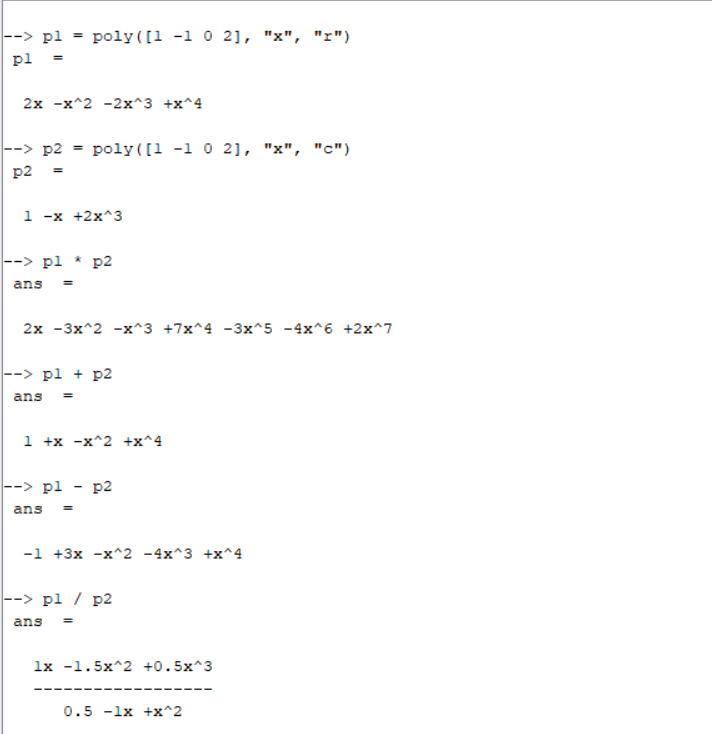 --> p1 = poly([1 -1 0 2], "x", "r")
p1  =
2x -x^2 -2x^3 +x^4
--> p2 = poly([1 -1 0 2], "x", "c")
p2  =
1 -x +2x^3
--> p1 * p2
ans  =
2x -3x^2 -x^3 +7x^4 -3x^5 -4x^6 +2x^7
--> p1 + p2
ans  =
1 +x -x^2 +x^4
--> p1 - p2
ans  =
-1 +3x -x^2 -4x^3 +x^4
--> p1 / p2
ans  =
1x -1.5x^2 +0.5x^3
------------------
0.5 -1x +x^2